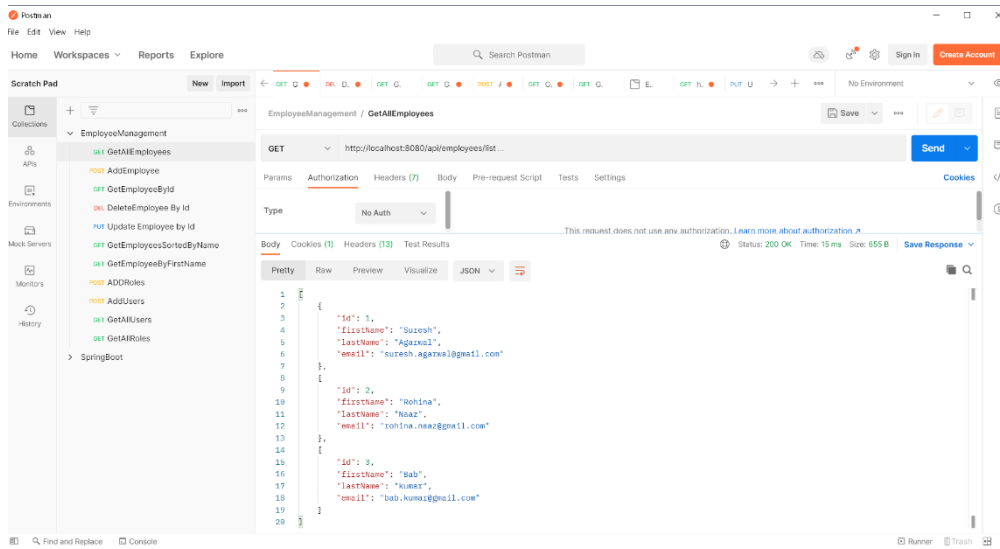 Postman
File Edit View Help
Home Workspaces Reports Explore
Search Postman
Sign In Create Account
Scratch Pad New Import
GET G. DEL D.. GET G. GET G. POST A GET G. GET G. E.. GET h. PUT U No Environment
Collections
APIs
Environments
Mock Servers
Monitors
History
EmployeeManagement
GET GetAllEmployees
POST AddEmployee
GET GetEmployeeById
DEL DeleteEmployee By Id
PUT Update Employee by Id
GET GetEmployeesSortedByName
GET GetEmployeeByFirstName
POST ADDRoles
POST AddUsers
GET GetAllUsers
GET GetAllRoles
SpringBoot
EmployeeManagement / GetAllEmployees
Save
GET http://localhost:8080/api/employees/list ...
Send
Params Authorization Headers (7) Body Pre-request Script Tests Settings Cookies
Type No Auth
This request does not use any authorization. Learn more about authorization ↗
Body Cookies (1) Headers (13) Test Results Status: 200 OK Time: 15 ms Size: 655 B Save Response
Pretty Raw Preview Visualize JSON
1 [
2 {
3 "id": 1,
4 "firstName": "Suresh",
5 "lastName": "Agarwal",
6 "email": "suresh.agarwal@gmail.com"
7 },
8 {
9 "id": 2,
10 "firstName": "Rohina",
11 "lastName": "Naaz",
12 "email": "rohina.naaz@gmail.com"
13 },
14 {
15 "id": 3,
16 "firstName": "Bab",
17 "lastName": "kumar",
18 "email": "bab.kumar@gmail.com"
19 }
20 ]
Find and Replace Console Runner Trash